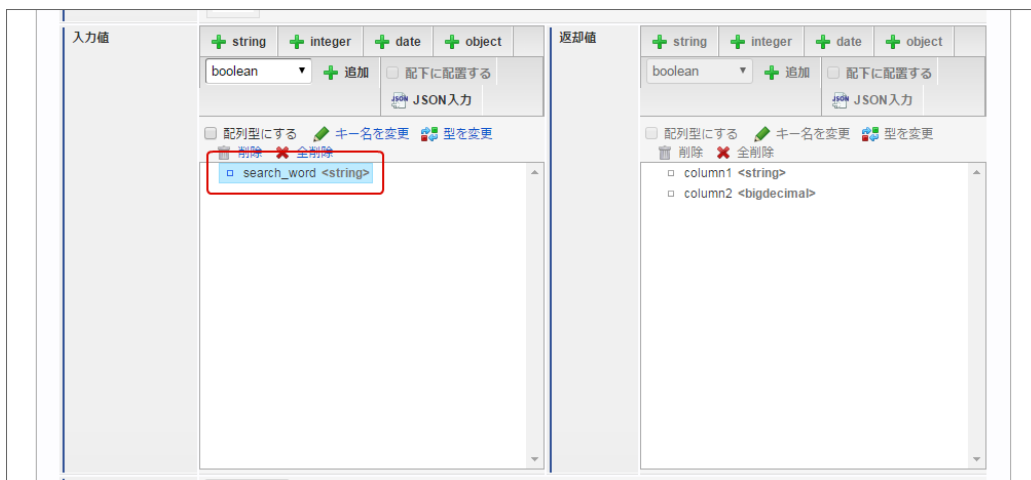 入力値
string integer date object
boolean 追加 配下に配置する
JSON JSON入力
配列型にする キー名を変更 型を変更
削除 全削除
search_word <string>
返却値
string integer date object
boolean 追加 配下に配置する
JSON JSON入力
配列型にする キー名を変更 型を変更
削除 全削除
column1 <string>
column2 <bigdecimal>